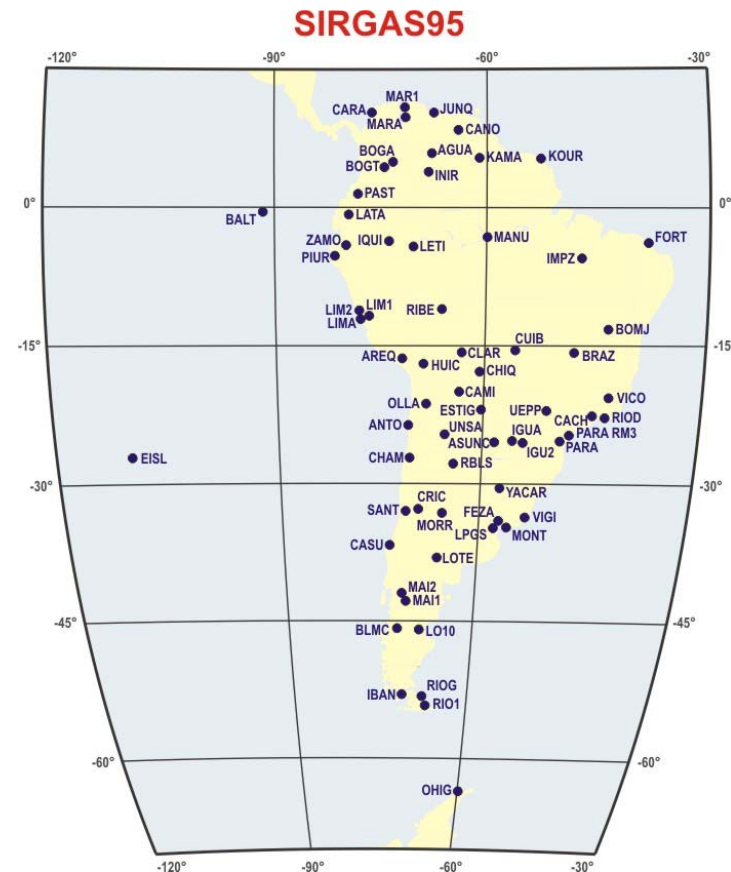 SIRGAS95
-120° -90° -60° -30°
MAR1
CARA JUNQ
MARA
CANO
BOGA AGUA KAMA KOUR
BOGT INIR
PAST
0° 0°
LATA
BALT
ZAMO IQUI LETI MANU FORT
PIUR IMPZ
LIM2 LIM1 RIBE
LIMA
BOMJ
CUIB
-15° -15°
AREQ HUIC CLAR BRAZ
CHIQ
CAMI
OLLA ESTIG UEPP VICO
CACH RIOD
ANTO UNSA IGUA PARA RM3
ASUNC IGU2 PARA
EISL CHAM RBLS
-30° -30°
YACAR
CRIC
SANT FEZA VIGI
MORR
LPGS MONT
CASU LOTE
MAI2
MAI1
-45° -45°
BLMC LO10
RIOG
IBAN
RIO1
-60° -60°
OHIG
-120° -90° -60° -30°